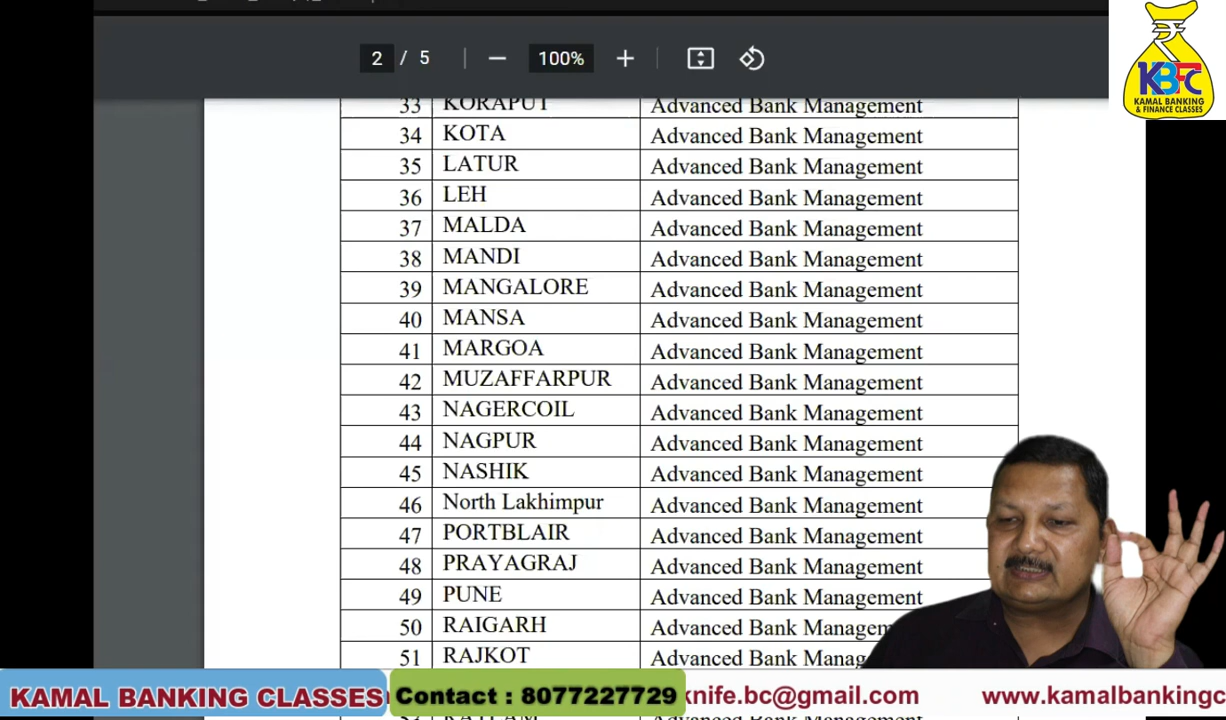 2 / 5
100%
₹
KBFC
KAMAL BANKING
& FINANCE CLASSES
33 KORAPUT Advanced Bank Management
34 KOTA Advanced Bank Management
35 LATUR Advanced Bank Management
36 LEH Advanced Bank Management
37 MALDA Advanced Bank Management
38 MANDI Advanced Bank Management
39 MANGALORE Advanced Bank Management
40 MANSA Advanced Bank Management
41 MARGOA Advanced Bank Management
42 MUZAFFARPUR Advanced Bank Management
43 NAGERCOIL Advanced Bank Management
44 NAGPUR Advanced Bank Management
45 NASHIK Advanced Bank Management
46 North Lakhimpur Advanced Bank Management
47 PORTBLAIR Advanced Bank Management
48 PRAYAGRAJ Advanced Bank Management
49 PUNE Advanced Bank Management
50 RAIGARH Advanced Bank Managem
51 RAJKOT Advanced Bank Manag
KAMAL BANKING CLASSES Contact : 8077227729 knife.bc@gmail.com www.kamalbankingc